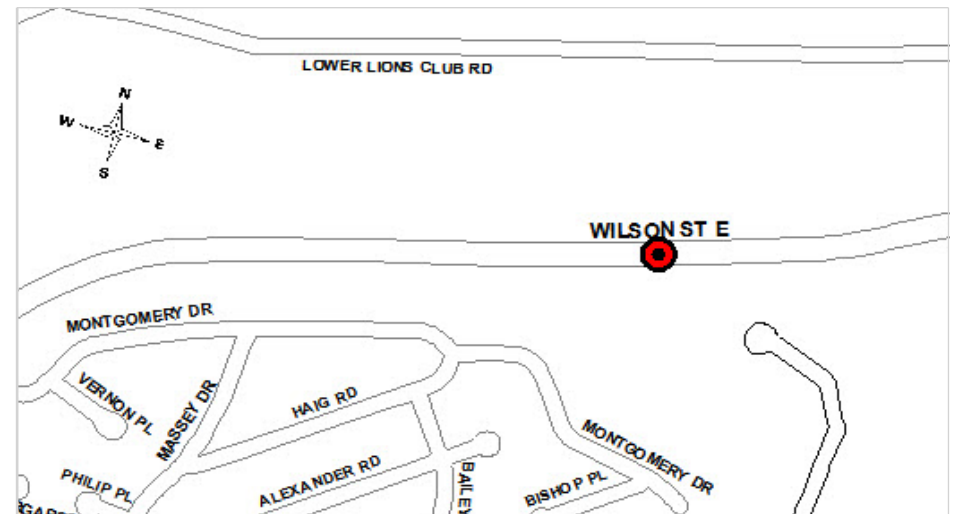 LOWER LIONS CLUB RD
N
W
E
S
WILSON ST E
MONTGOMERY DR
VERNON PL
MASSEY DR
HAIG RD
MONTGOMERY DR
PHILIP PL
ALEXANDER RD
BAILEY
BISHOP PL